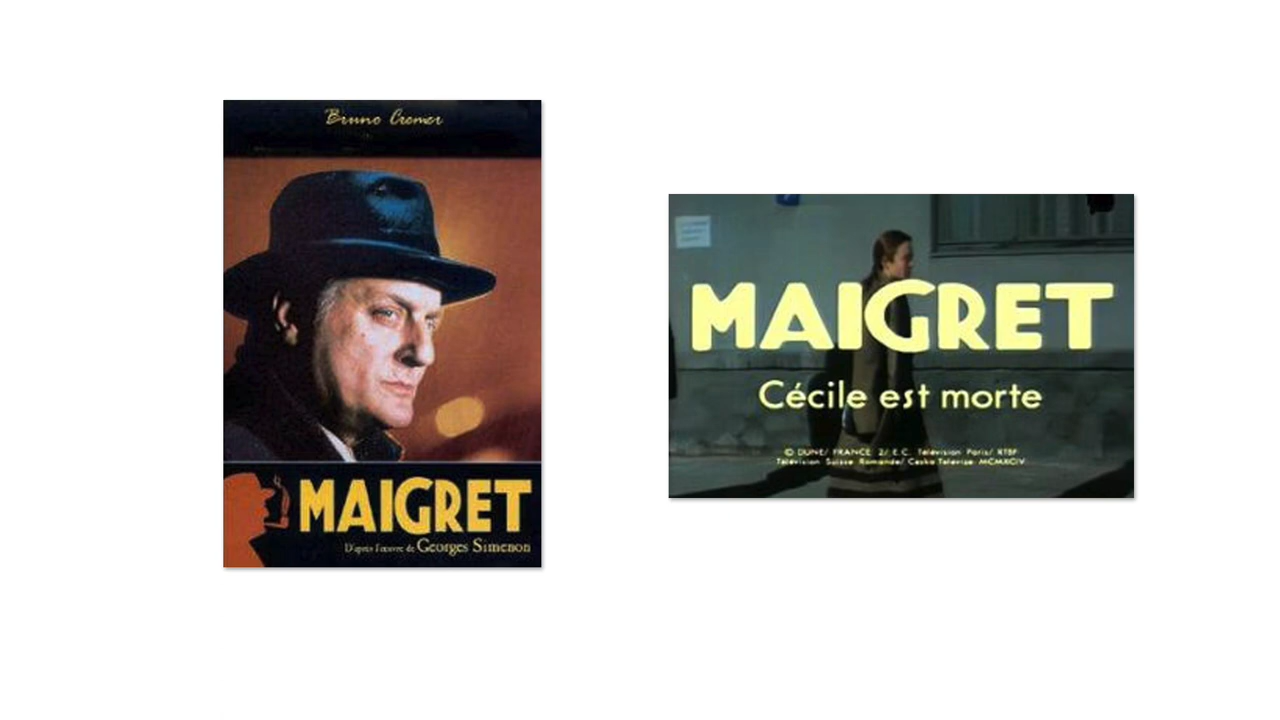 Bruno Cremer
MAIGRET
D'après l'œuvre de Georges Simenon
MAIGRET
Cécile est morte
© DUNE/ FRANCE 2/ E.C. Télévision Paris/ RTBF
Télévision Suisse Romande/ Ceska Televize MCMXCIV